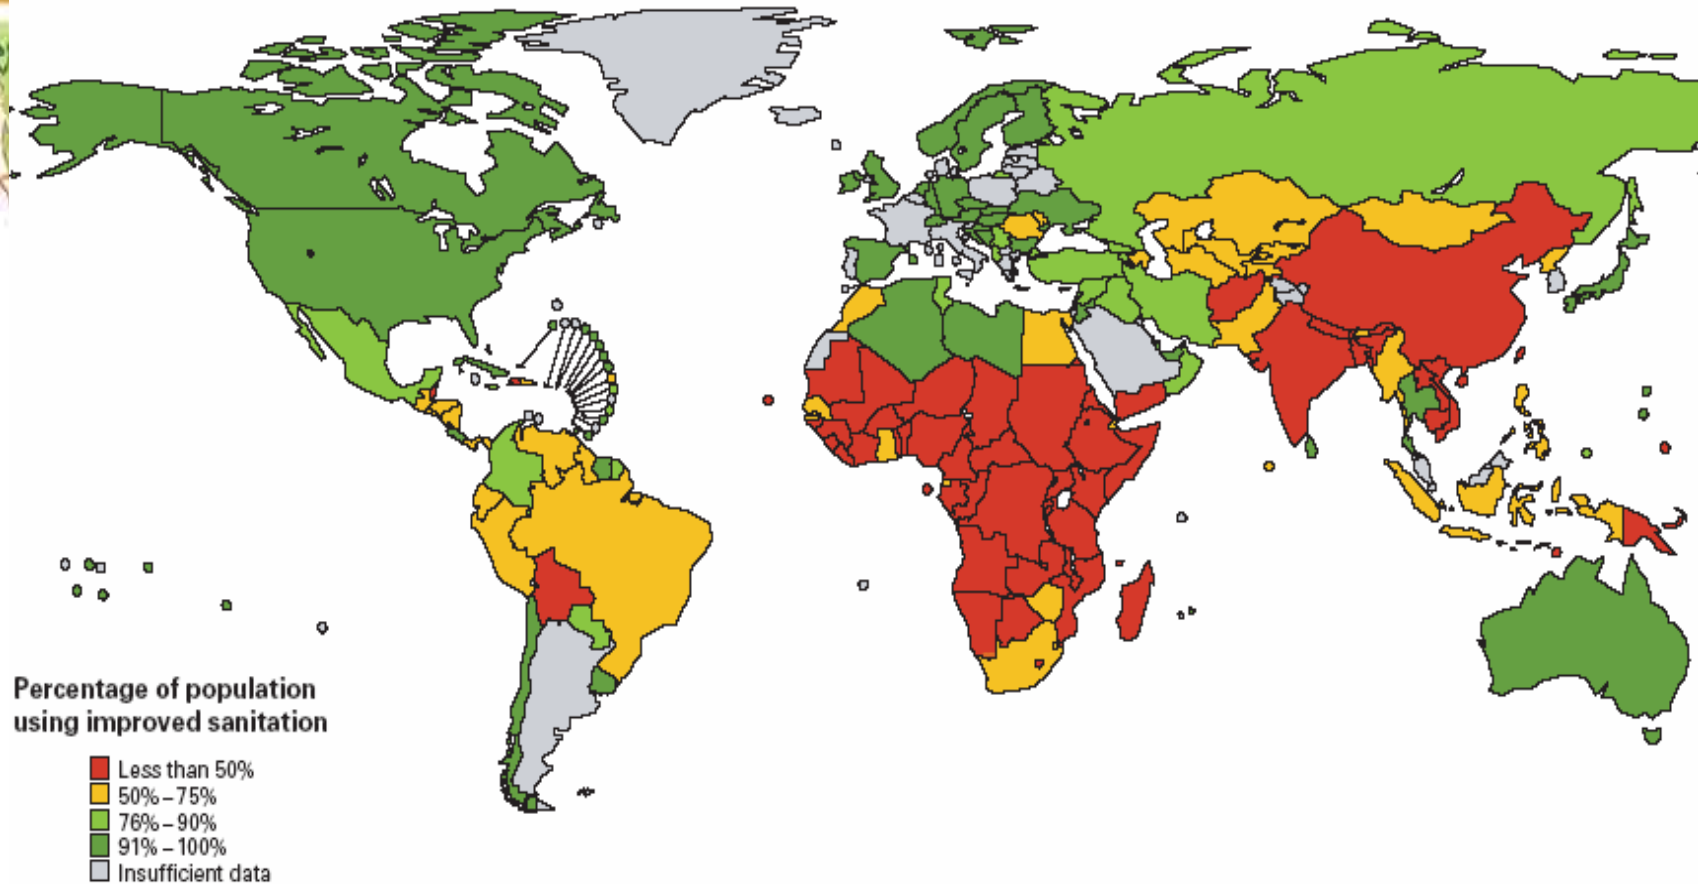 Percentage of population
using improved sanitation
Less than 50%
50%–75%
76%–90%
91%–100%
Insufficient data